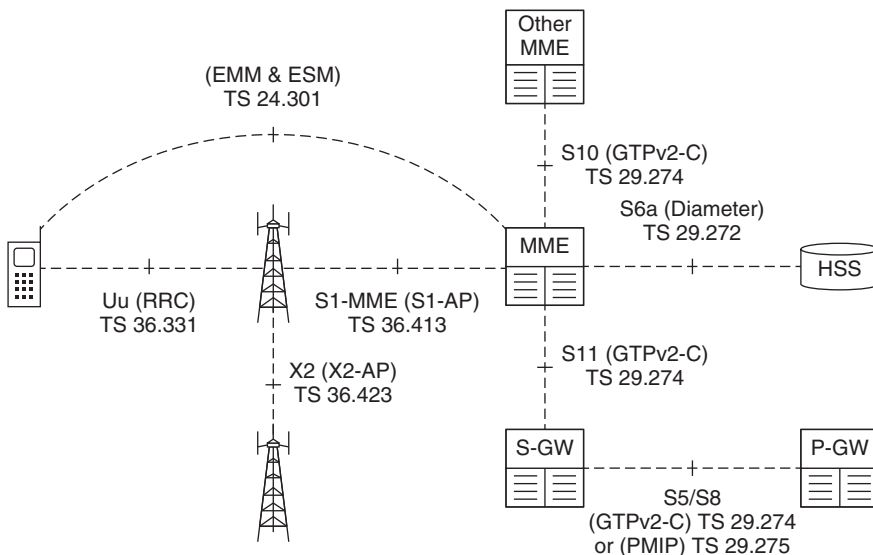 Other
MME
(EMM & ESM)
TS 24.301
S10 (GTPv2-C)
TS 29.274
S6a (Diameter)
TS 29.272
MME
HSS
Uu (RRC)
TS 36.331
S1-MME (S1-AP)
TS 36.413
S11 (GTPv2-C)
TS 29.274
X2 (X2-AP)
TS 36.423
S-GW
P-GW
S5/S8
(GTPv2-C) TS 29.274
or (PMIP) TS 29.275